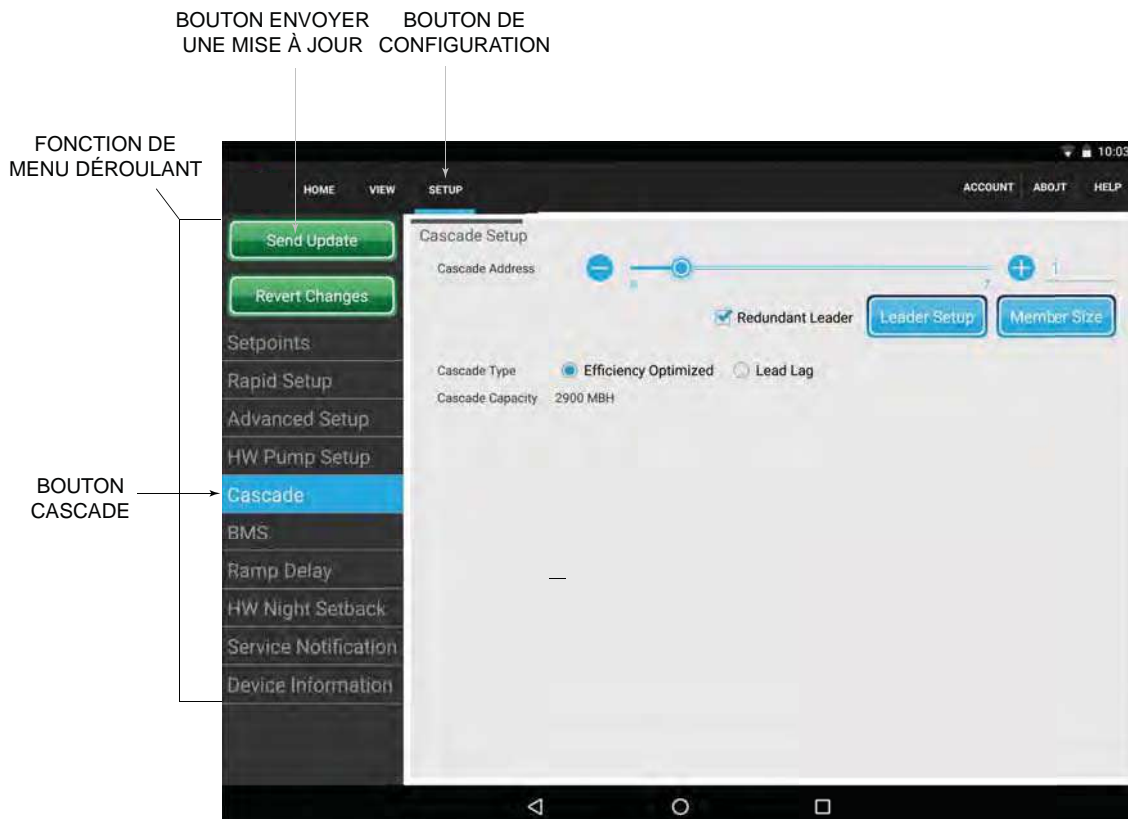 BOUTON ENVOYER
UNE MISE À JOUR
BOUTON DE
CONFIGURATION
FONCTION DE
MENU DÉROULANT
BOUTON
CASCADE
10:03
HOME VIEW SETUP ACCOUNT ABOJT HELP
Send Update
Revert Changes
Setpoints
Rapid Setup
Advanced Setup
HW Pump Setup
Cascade
BMS
Ramp Delay
HW Night Setback
Service Notification
Device Information
Cascade Setup
Cascade Address 1
0 7
Redundant Leader Leader Setup Member Size
Cascade Type Efficiency Optimized Lead Lag
Cascade Capacity 2900 MBH